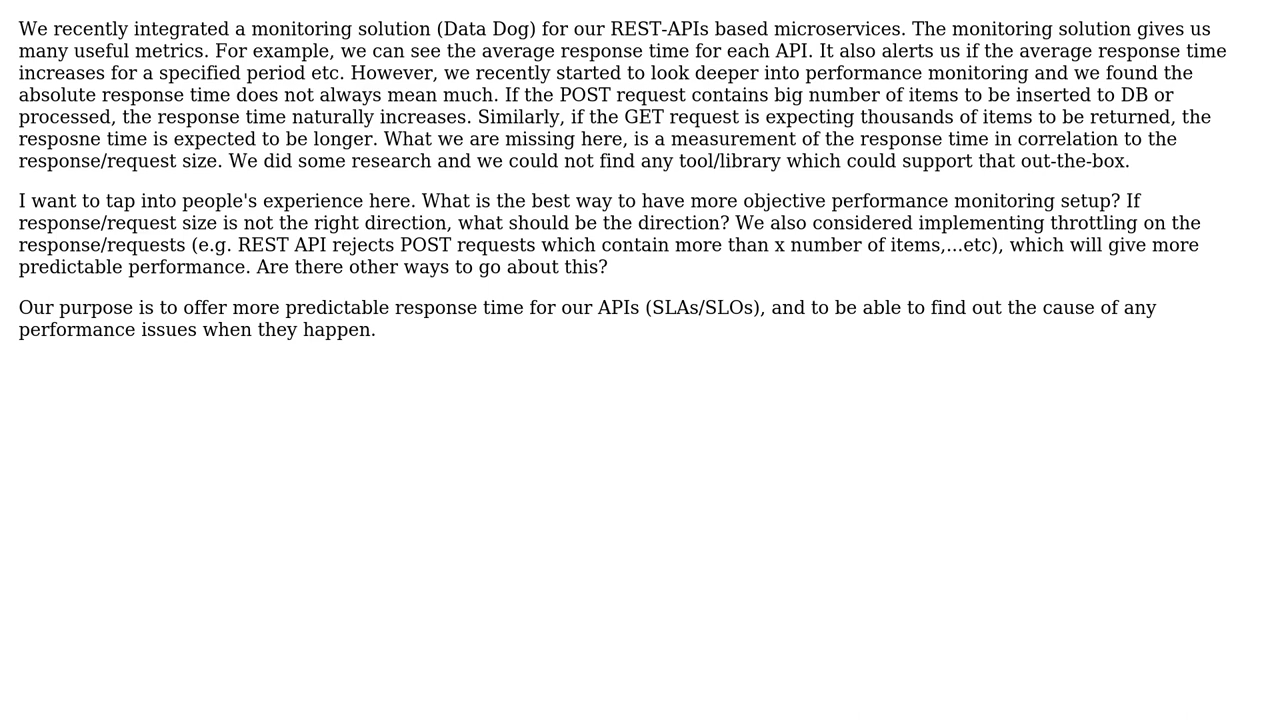 We recently integrated a monitoring solution (Data Dog) for our REST-APIs based microservices. The monitoring solution gives us
many useful metrics. For example, we can see the average response time for each API. It also alerts us if the average response time
increases for a specified period etc. However, we recently started to look deeper into performance monitoring and we found the
absolute response time does not always mean much. If the POST request contains big number of items to be inserted to DB or
processed, the response time naturally increases. Similarly, if the GET request is expecting thousands of items to be returned, the
resposne time is expected to be longer. What we are missing here, is a measurement of the response time in correlation to the
response/request size. We did some research and we could not find any tool/library which could support that out-the-box.
I want to tap into people's experience here. What is the best way to have more objective performance monitoring setup? If
response/request size is not the right direction, what should be the direction? We also considered implementing throttling on the
response/requests (e.g. REST API rejects POST requests which contain more than x number of items,...etc), which will give more
predictable performance. Are there other ways to go about this?
Our purpose is to offer more predictable response time for our APIs (SLAs/SLOs), and to be able to find out the cause of any
performance issues when they happen.